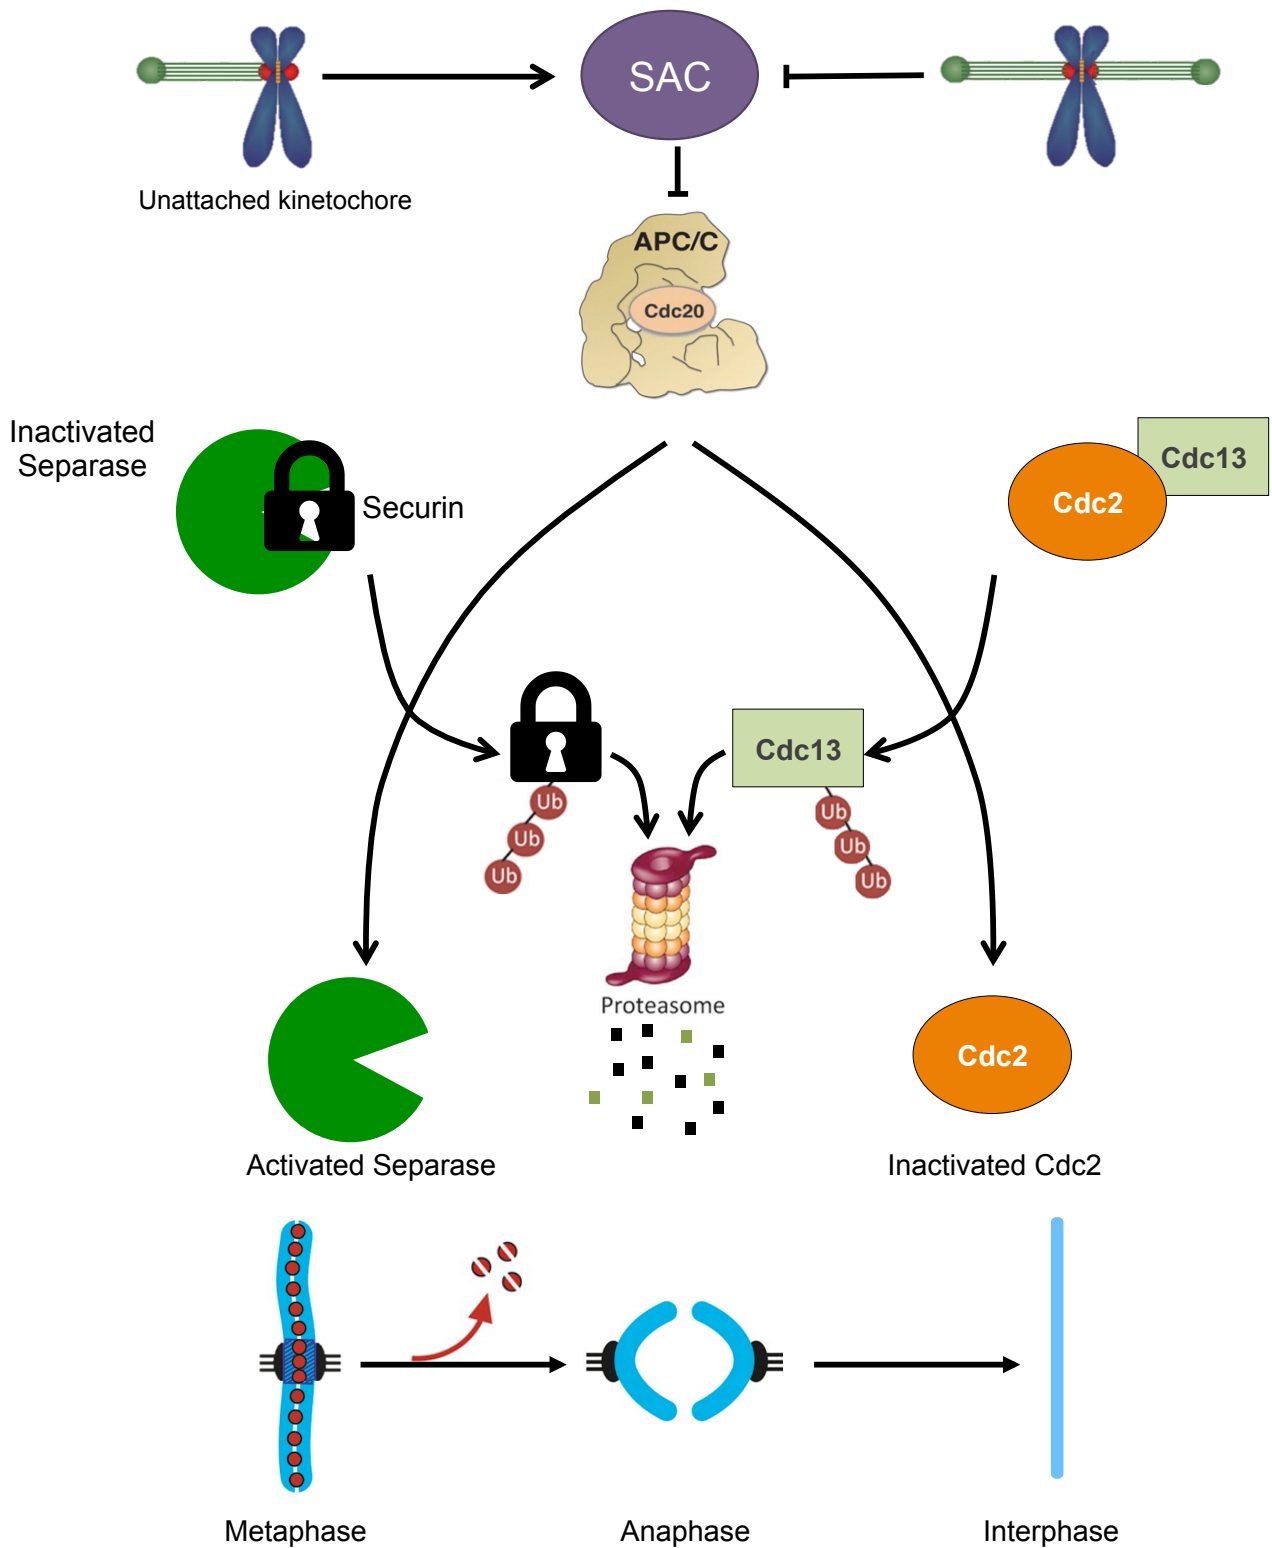 SAC
Unattached kinetochore
APC/C
Cdc20
Inactivated
Separase
Securin
Cdc13
Cdc2
Cdc13
Ub
Ub
Ub
Ub
Ub
Ub
Proteasome
Cdc2
Activated Separase
Inactivated Cdc2
Metaphase
Anaphase
Interphase